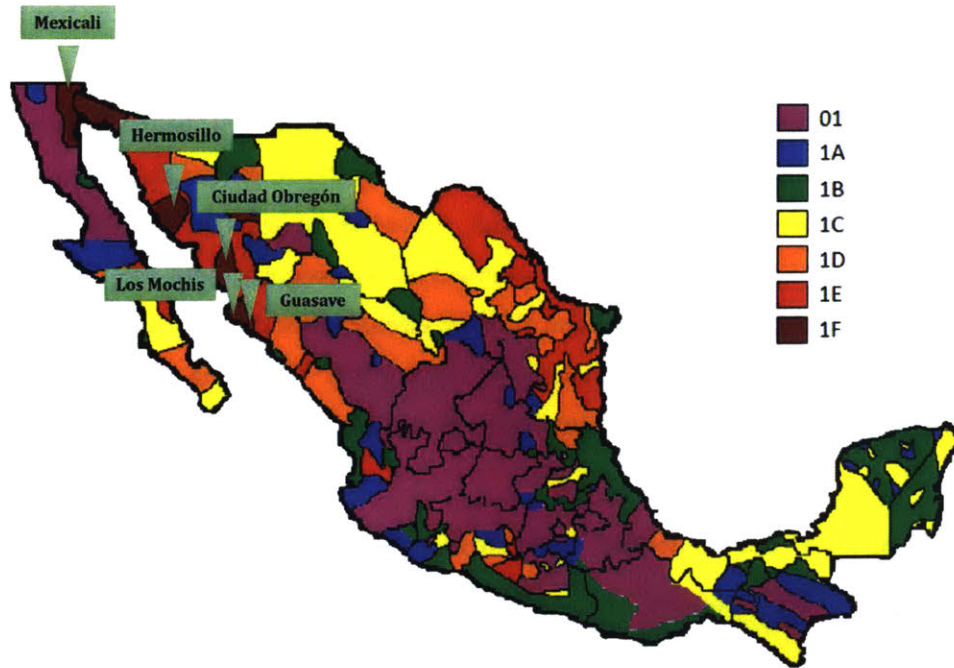 Mexicali
Hermosillo
Ciudad Obregón
Los Mochis
Guasave
01
1A
1B
1C
1D
1E
1F